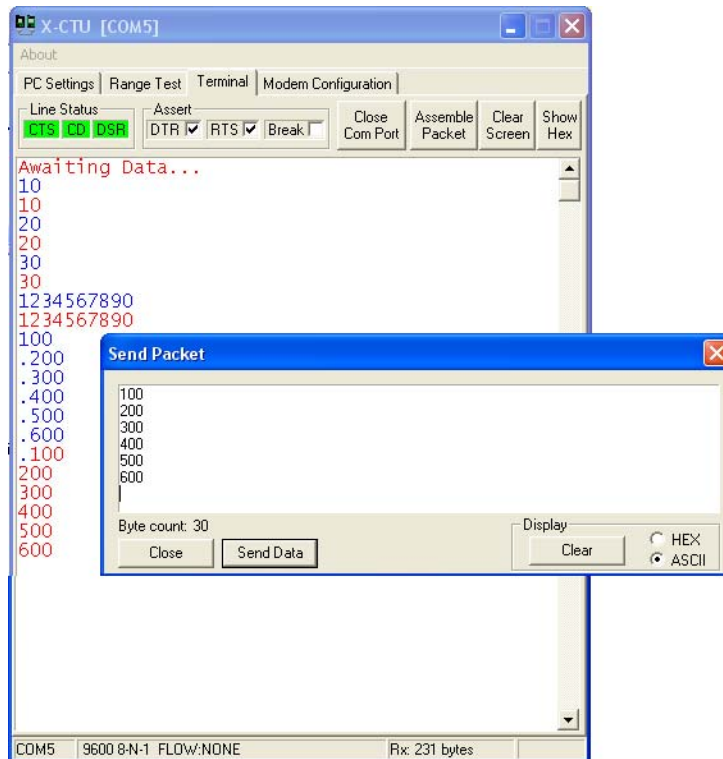 X-CTU [COM5]
About
PC Settings Range Test Terminal Modem Configuration
Line Status
CTS CD DSR
Assert
DTR RTS Break
Close Com Port
Assemble Packet
Clear Screen
Show Hex
Awaiting Data...
10
10
20
20
30
30
1234567890
1234567890
100
.200
.300
.400
.500
.600
.100
200
300
400
500
600
Send Packet
100
200
300
400
500
600
Byte count: 30
Close
Send Data
Display
Clear
HEX
ASCII
COM5 9600 8-N-1 FLOW:NONE Rx: 231 bytes